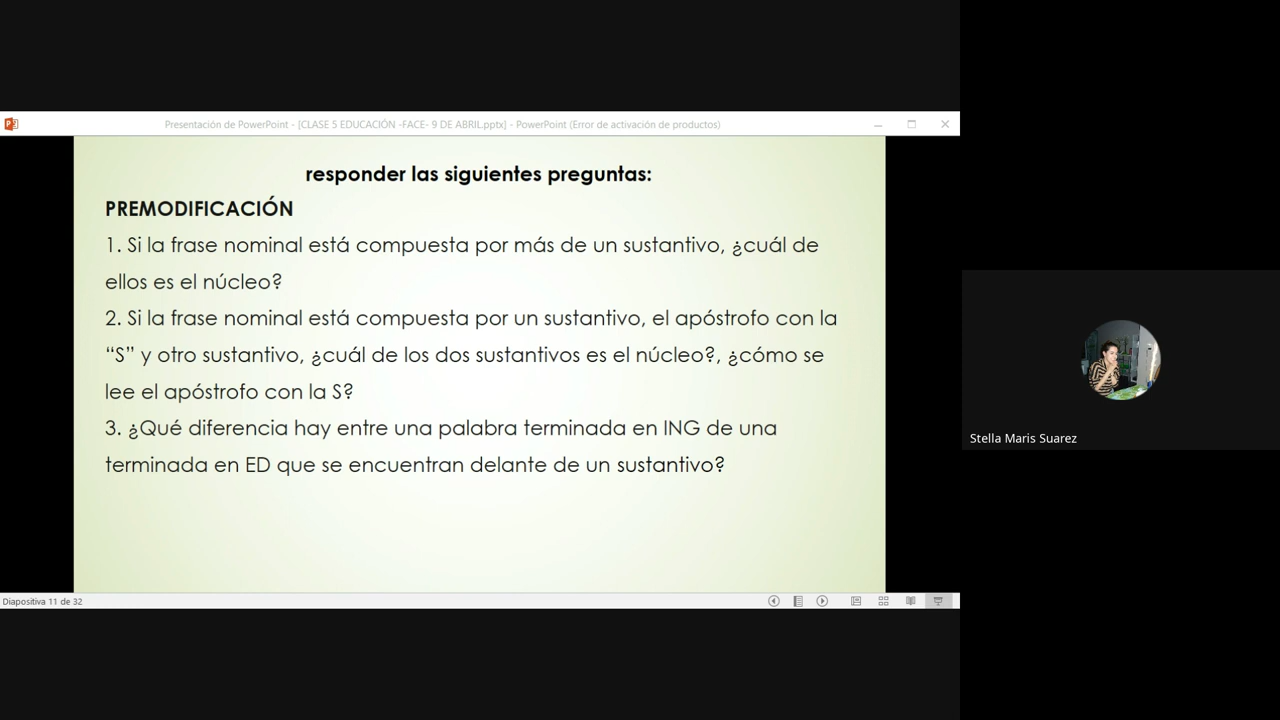 Presentación de PowerPoint - [CLASE 5 EDUCACIÓN -FACE- 9 DE ABRIL.pptx] - PowerPoint (Error de activación de productos)
responder las siguientes preguntas:
PREMODIFICACIÓN
1. Si la frase nominal está compuesta por más de un sustantivo, ¿cuál de
ellos es el núcleo?
2. Si la frase nominal está compuesta por un sustantivo, el apóstrofo con la
“S” y otro sustantivo, ¿cuál de los dos sustantivos es el núcleo?, ¿cómo se
lee el apóstrofo con la S?
3. ¿Qué diferencia hay entre una palabra terminada en ING de una
terminada en ED que se encuentran delante de un sustantivo?
Stella Maris Suarez
Diapositiva 11 de 32